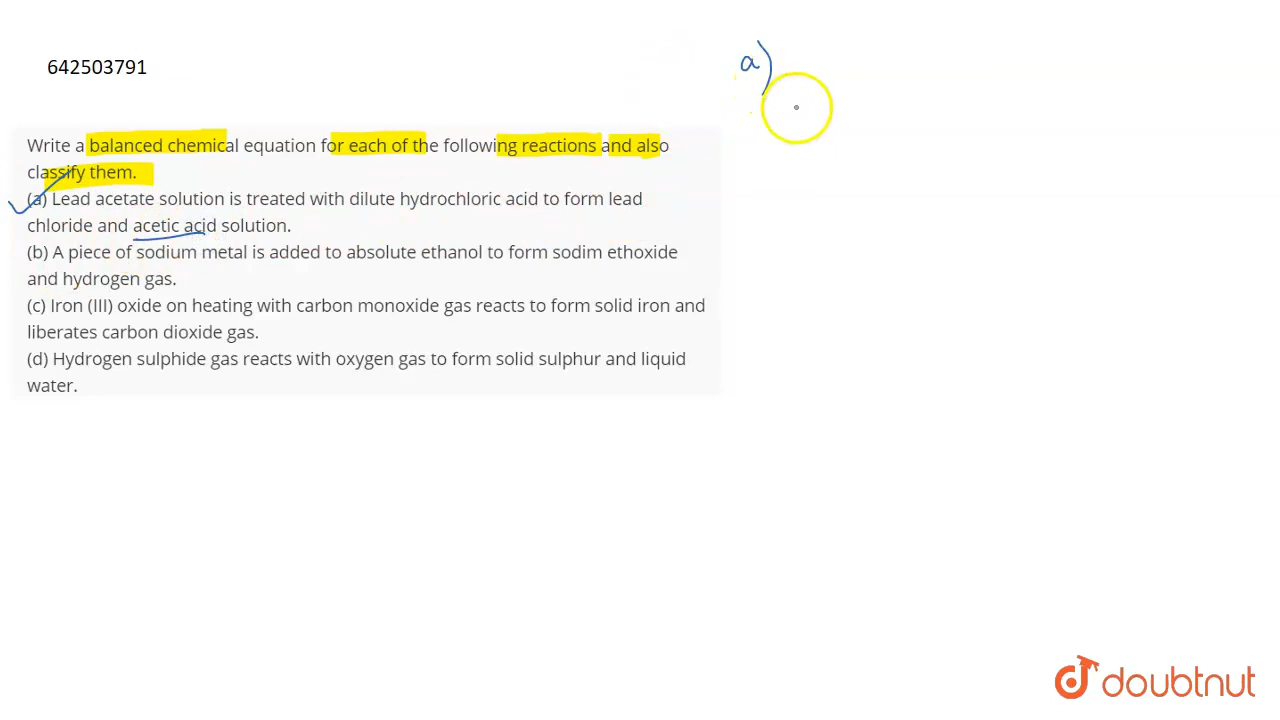 642503791
a)
Write a balanced chemical equation for each of the following reactions and also
classify them.
(a) Lead acetate solution is treated with dilute hydrochloric acid to form lead
chloride and acetic acid solution.
(b) A piece of sodium metal is added to absolute ethanol to form sodim ethoxide
and hydrogen gas.
(c) Iron (III) oxide on heating with carbon monoxide gas reacts to form solid iron and
liberates carbon dioxide gas.
(d) Hydrogen sulphide gas reacts with oxygen gas to form solid sulphur and liquid
water.
doubtnut